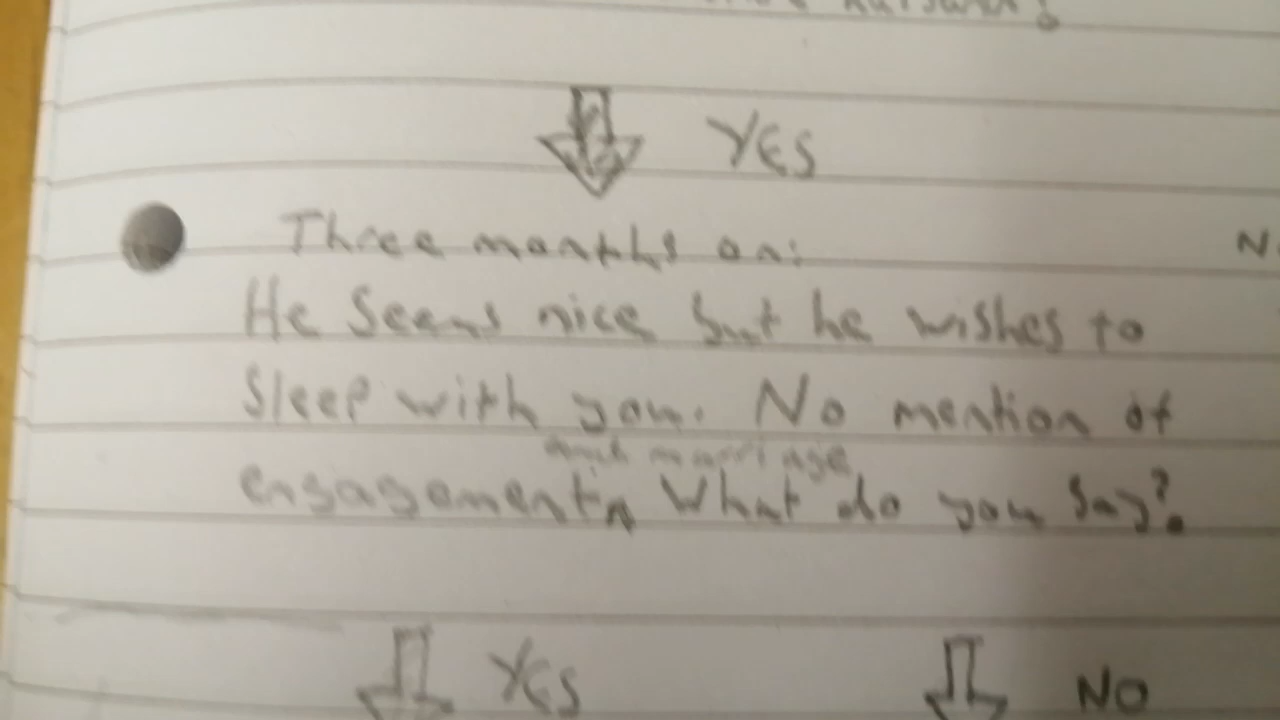 YES
Three months on:
N
He seems nice but he wishes to
sleep with you. No mention of
and marriage
engagement. What do you say?
YES NO